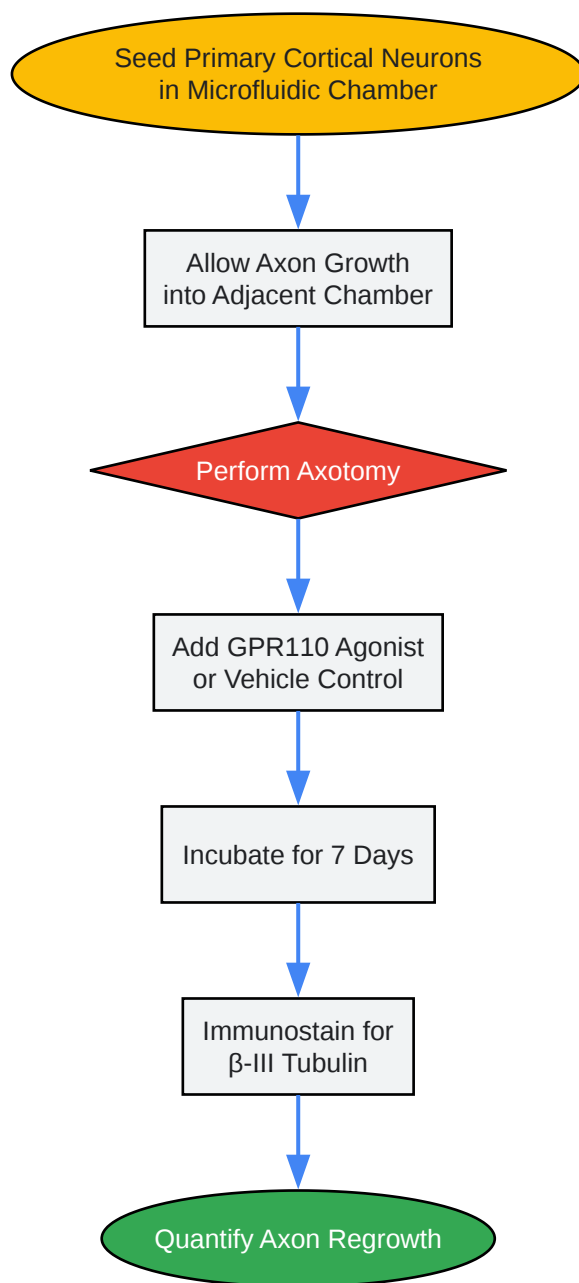 Seed Primary Cortical Neurons
in Microfluidic Chamber
Allow Axon Growth
into Adjacent Chamber
Perform Axotomy
Add GPR110 Agonist
or Vehicle Control
Incubate for 7 Days
Immunostain for
β-III Tubulin
Quantify Axon Regrowth